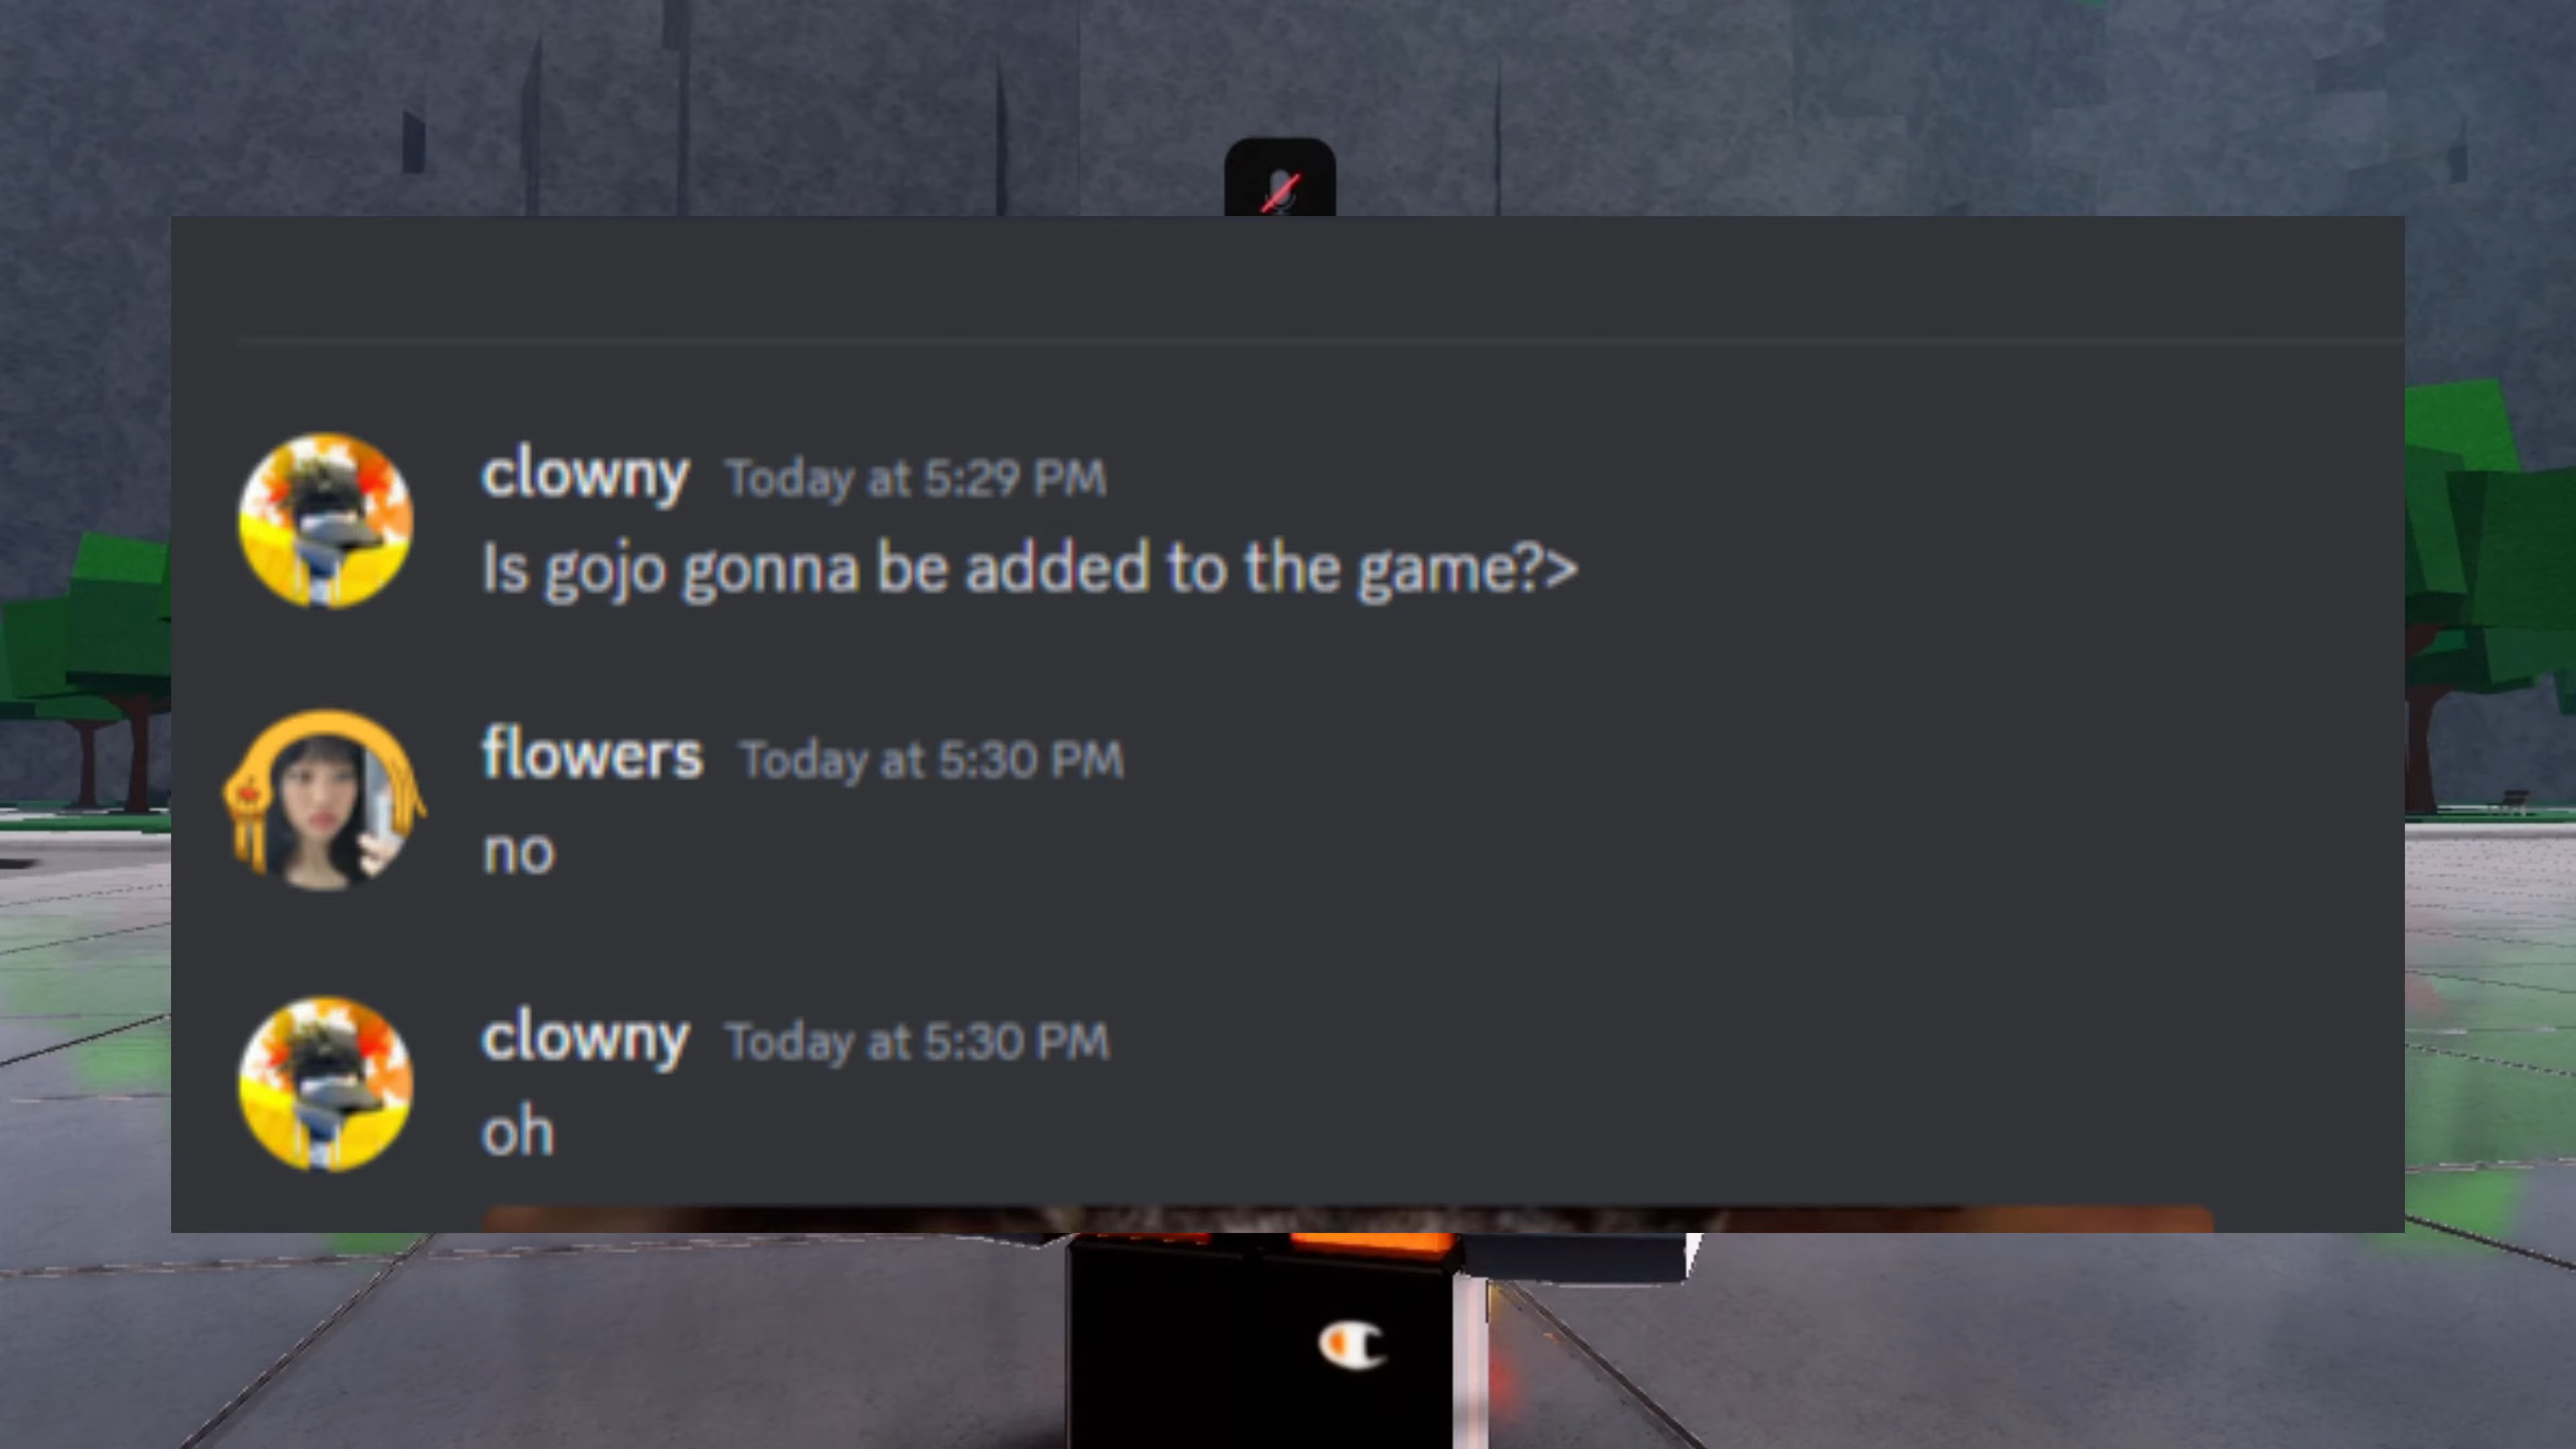 clowny Today at 5:29 PM
Is gojo gonna be added to the game?>
flowers Today at 5:30 PM
no
clowny Today at 5:30 PM
oh